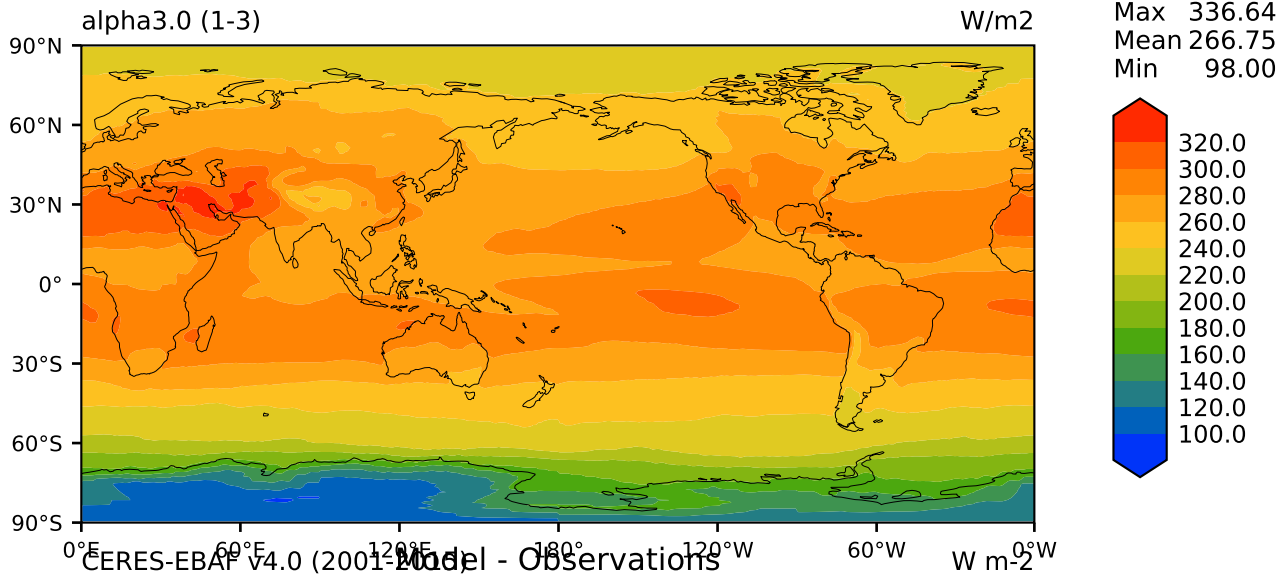 alpha3.0 (1-3) W/m2
Max 336.64
Mean 266.75
Min 98.00
90°N
60°N
30°N
0°
30°S
60°S
90°S
320.0
300.0
280.0
260.0
240.0
220.0
200.0
180.0
160.0
140.0
120.0
100.0
0°E 60°E 120°E 180° 120°W 60°W 0°W
CERES-EBAF v4.0 (2001-2015) Model - Observations W m-2